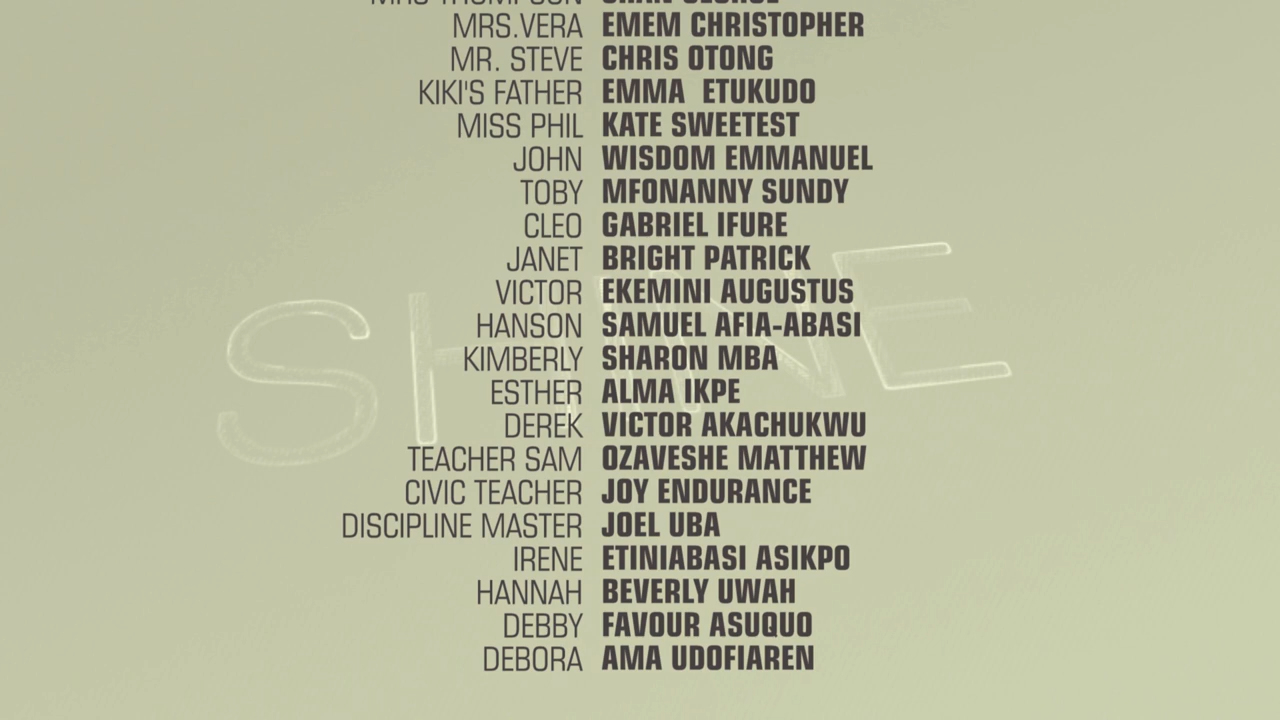 MRS.VERA EMEM CHRISTOPHER
MR. STEVE CHRIS OTONG
KIKI'S FATHER EMMA ETUKUDO
MISS PHIL KATE SWEETEST
JOHN WISDOM EMMANUEL
TOBY MFONANNY SUNDY
CLEO GABRIEL IFURE
JANET BRIGHT PATRICK
VICTOR EKEMINI AUGUSTUS
HANSON SAMUEL AFIA-ABASI
KIMBERLY SHARON MBA
ESTHER ALMA IKPE
DEREK VICTOR AKACHUKWU
TEACHER SAM OZAVESHE MATTHEW
CIVIC TEACHER JOY ENDURANCE
DISCIPLINE MASTER JOEL UBA
IRENE ETINIABASI ASIKPO
HANNAH BEVERLY UWAH
DEBBY FAVOUR ASUQUO
DEBORA AMA UDOFIAREN
SHINE